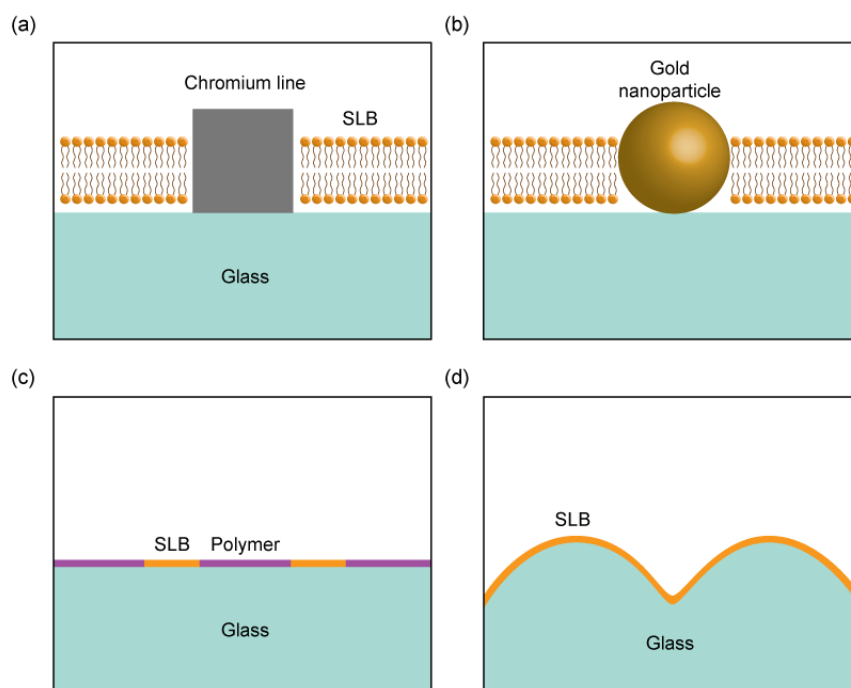 (a)
Chromium line
SLB
Glass
(b)
Gold
nanoparticle
(c)
SLB Polymer
Glass
(d)
SLB
Glass